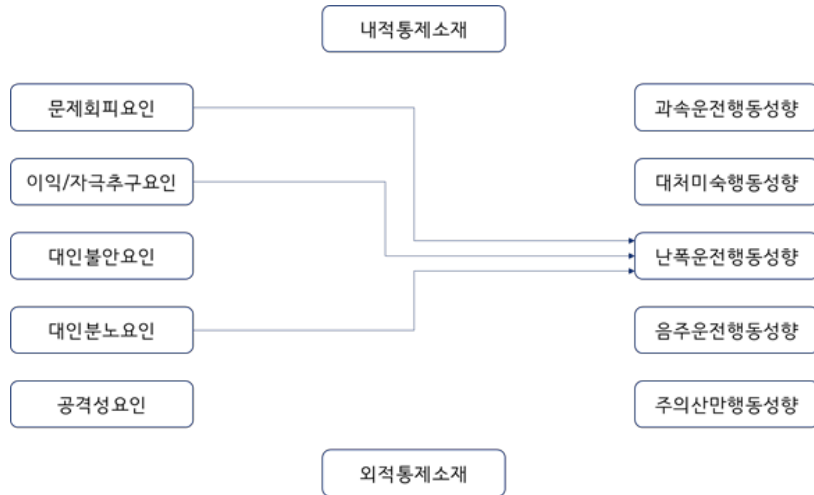 내적통제소재
문제회피요인
과속운전행동성향
이익/자극추구요인
대처미숙행동성향
대인불안요인
난폭운전행동성향
대인분노요인
음주운전행동성향
공격성요인
주의산만행동성향
외적통제소재